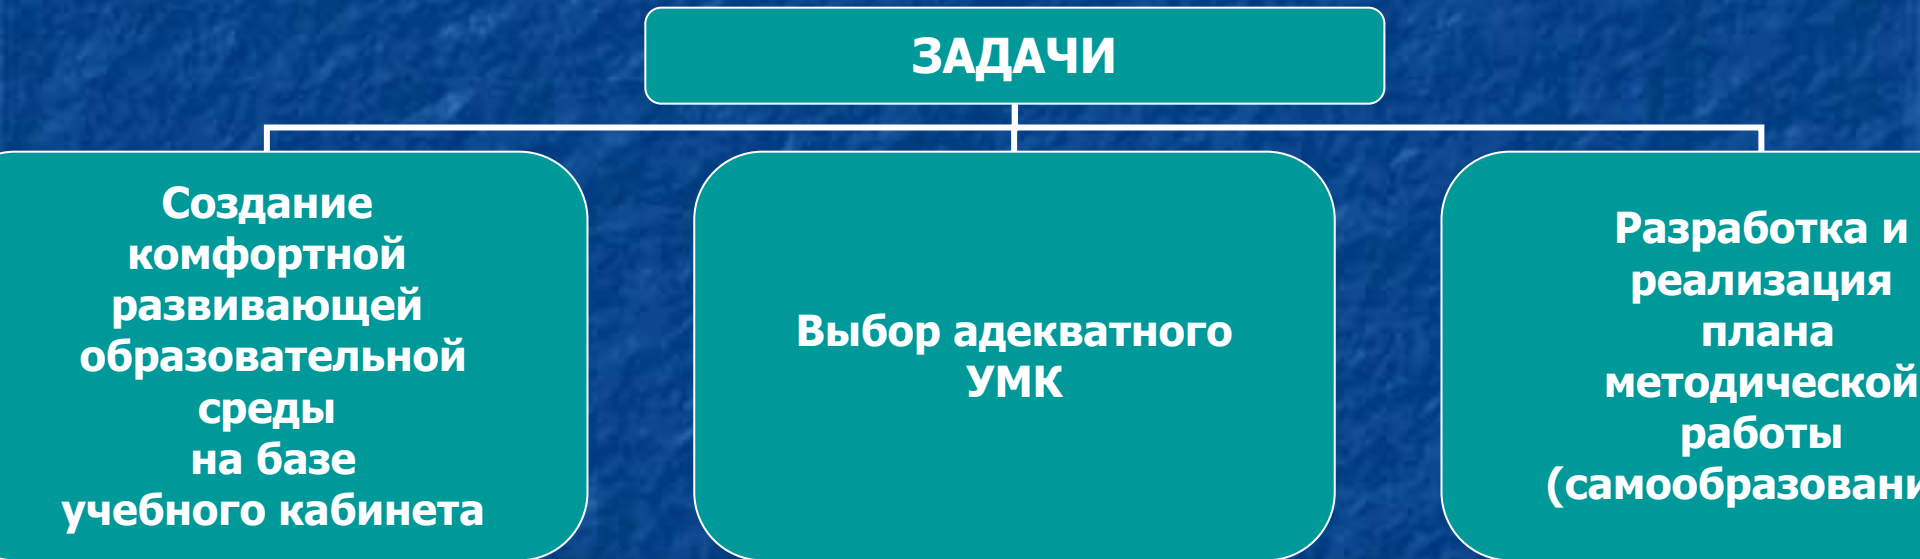 ЗАДАЧИ
Создание
комфортной
развивающей
образовательной
среды
на базе
учебного кабинета
Выбор адекватного
УМК
Разработка и
реализация
плана
методической
работы